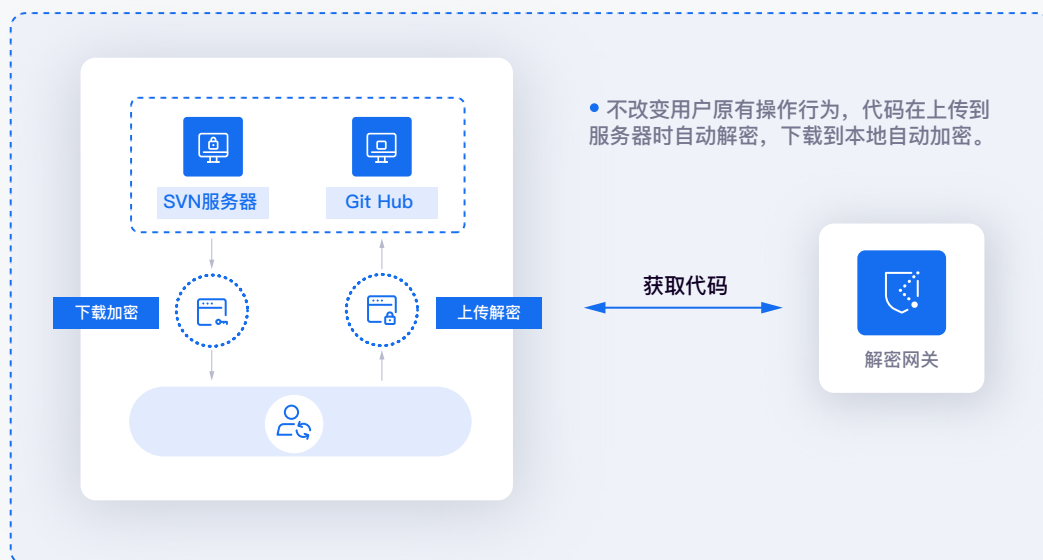 ● 不改变用户原有操作行为，代码在上传到
服务器时自动解密，下载到本地自动加密。
SVN服务器
Git Hub
下载加密
上传解密
获取代码
解密网关